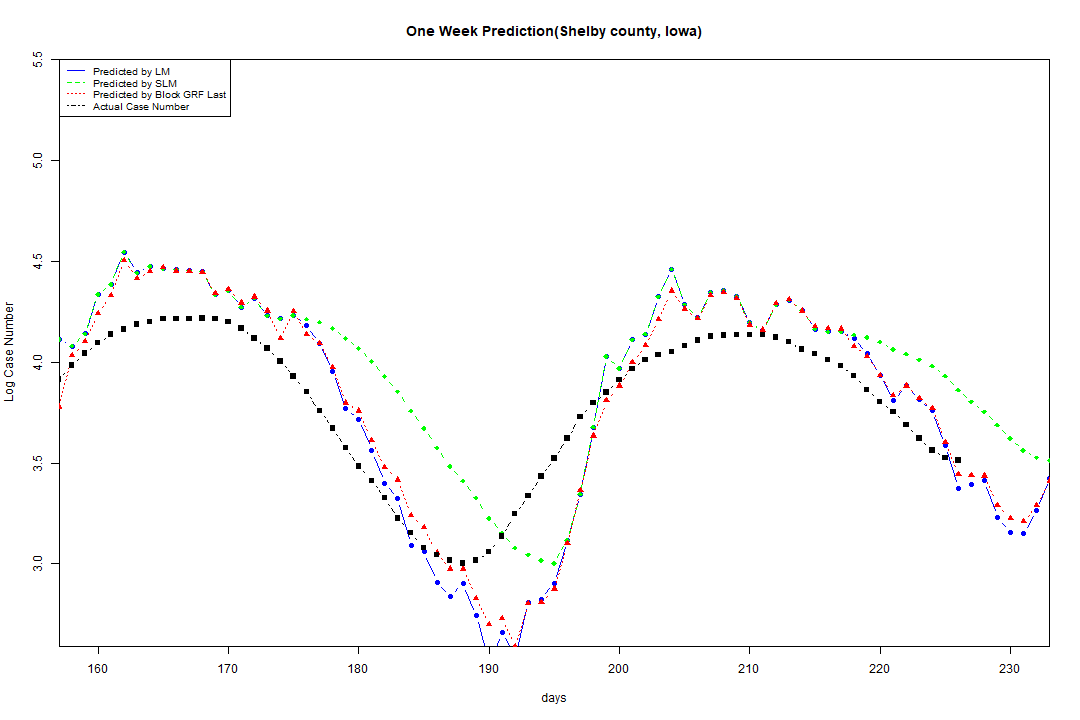 One Week Prediction(Shelby county, Iowa)
Predicted by LM
Predicted by SLM
Predicted by Block GRF Last
Actual Case Number
Log Case Number
5.5
5.0
4.5
4.0
3.5
3.0
160 170 180 190 200 210 220 230
days